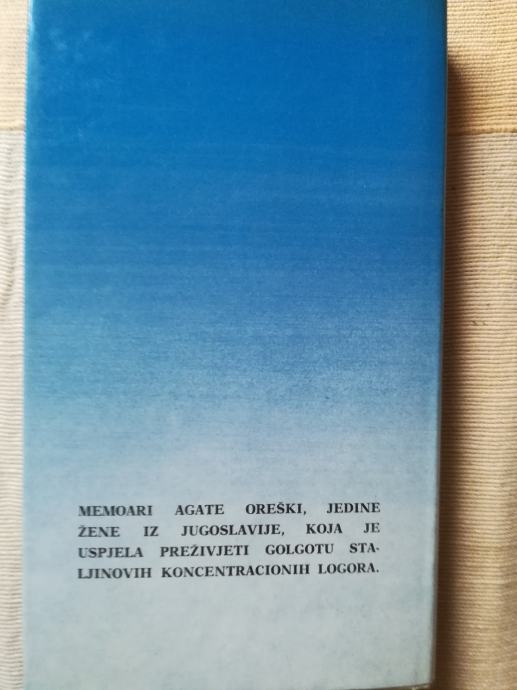 MEMOARI AGATE OREŠKI, JEDINE
ŽENE IZ JUGOSLAVIJE, KOJA JE
USPJELA PREŽIVJETI GOLGOTU STA-
LJINOVIH KONCENTRACIONIH LOGORA.